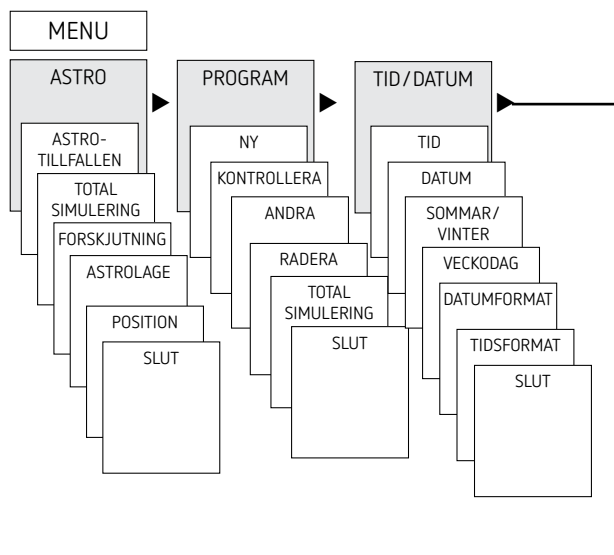 MENU
ASTRO
ASTRO-
TILLFALLEN
TOTAL
SIMULERING
FORSKJUTNING
ASTROLAGE
POSITION
SLUT
PROGRAM
NY
KONTROLLERA
ANDRA
RADERA
TOTAL
SIMULERING
SLUT
TID/DATUM
TID
DATUM
SOMMAR/
VINTER
VECKODAG
DATUMFORMAT
TIDSFORMAT
SLUT